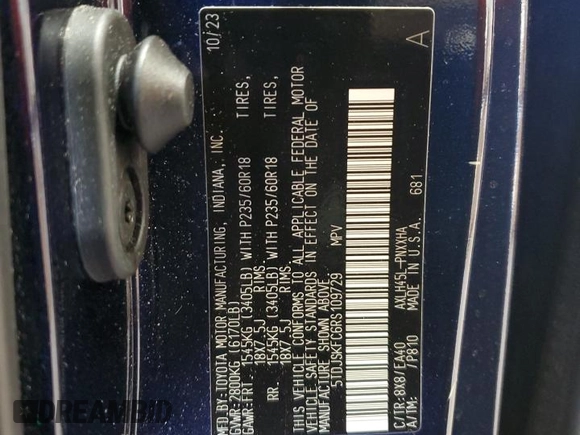 MFD.BY:TOYOTA MOTOR MANUFACTURING, INDIANA, INC. 10/23
GVWR-2800KG (6170LB)
GAWR-FRT. 1545KG (3405LB) WITH P235/60R18 TIRES,
18X7.5J RIMS
RR. 1545KG (3405LB) WITH P235/60R18 TIRES,
18X7.5J RIMS
THIS VEHICLE CONFORMS TO ALL APPLICABLE FEDERAL MOTOR
VEHICLE SAFETY STANDARDS IN EFFECT ON THE DATE OF
MANUFACTURE SHOWN ABOVE.
5TDJSKFC6RS109729 MPV
C/TR:8X8/EA40 AXLH45L-PNXXHA A
A/TM: /P810 MADE IN U.S.A. 681
AUTOBIDCAR